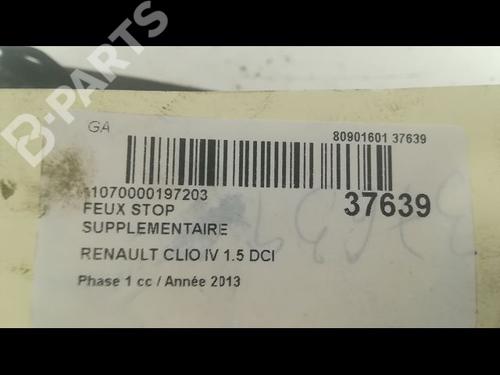 B-PARTS
GA
80901601 37639
11070000197203
37639
FEUX STOP
SUPPLEMENTAIRE
RENAULT CLIO IV 1.5 DCI
Phase 1 cc / Année 2013